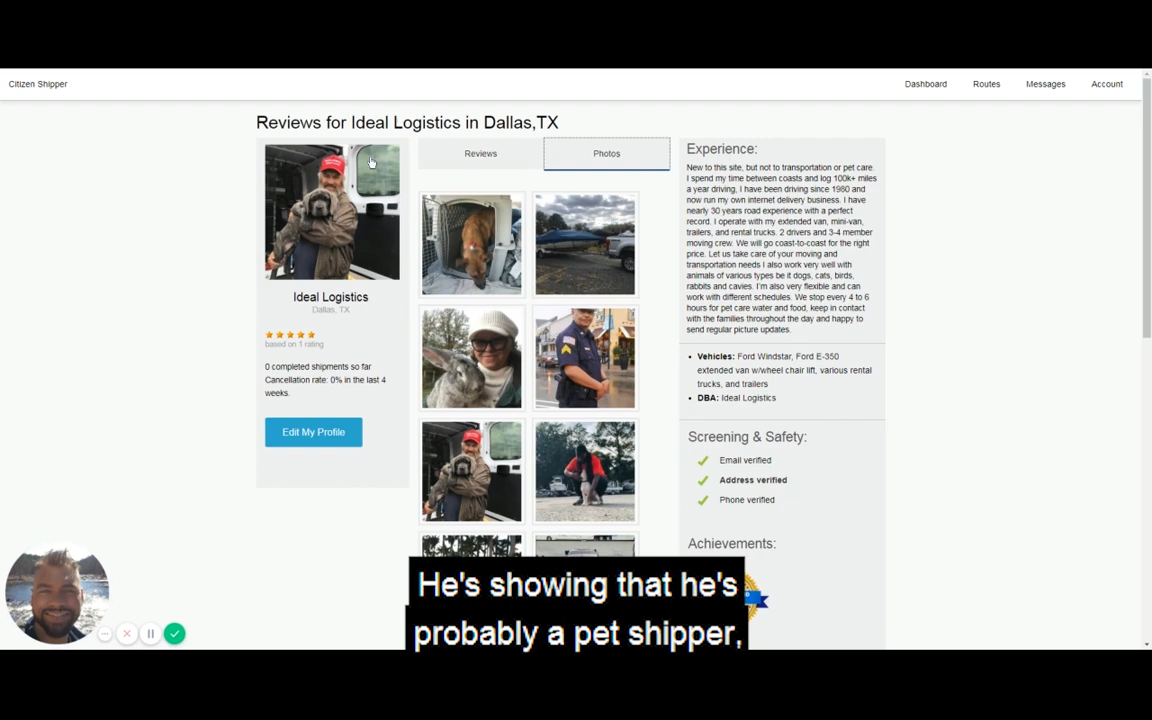 Citizen Shipper
Dashboard
Routes
Messages
Account
Reviews for Ideal Logistics in Dallas,TX
Ideal Logistics
Dallas, TX
based on 1 rating
0 completed shipments so far
Cancellation rate: 0% in the last 4
weeks.
Edit My Profile
Reviews
Photos
Experience:
New to this site, but not to transportation or pet care.
I spend my time between coasts and log 100k+ miles
a year driving, I have been driving since 1980 and
now run my own internet delivery business. I have
nearly 30 years road experience with a perfect
record. I operate with my extended van, mini-van,
trailers, and rental trucks. 2 drivers and 3-4 member
moving crew. We will go coast-to-coast for the right
price. Let us take care of your moving and
transportation needs I also work very well with
animals of various types be it dogs, cats, birds,
rabbits and cavies. I'm also very flexible and can
work with different schedules. We stop every 4 to 6
hours for pet care water and food, keep in contact
with the families throughout the day and happy to
send regular picture updates.
• Vehicles: Ford Windstar, Ford E-350
extended van w/wheel chair lift, various rental
trucks, and trailers
• DBA: Ideal Logistics
Screening & Safety:
Email verified
Address verified
Phone verified
Achievements:
He's showing that he's
probably a pet shipper,